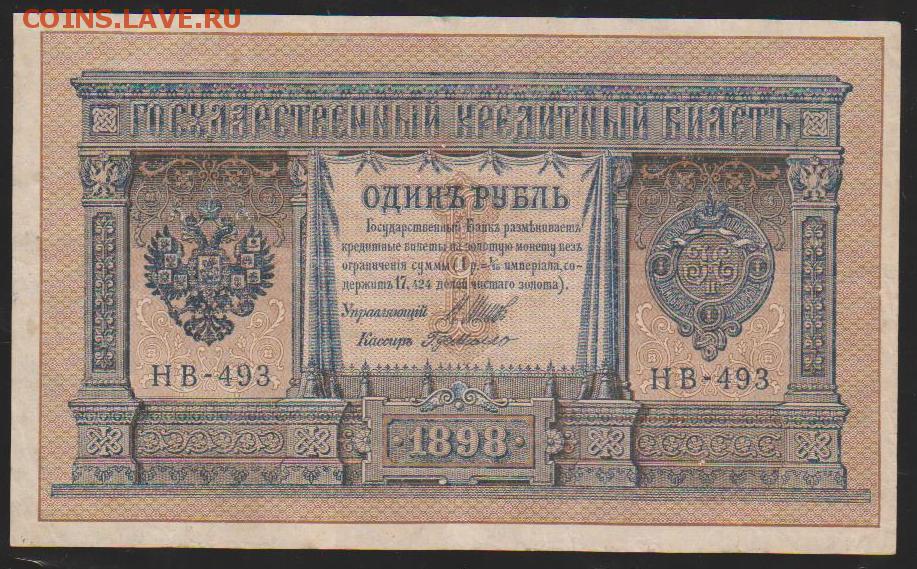 COINS.LAVE.RU
ГОСУДАРСТВЕННЫЙ КРЕДИТНЫЙ БИЛЕТЪ
ОДИНЪ РУБЛЬ
Государственный Банкъ размѣниваетъ
кредитные билеты на золотую монету безъ
ограниченія суммы (1 р. = 1/15 имперіала, со-
держитъ 17,424 долей чистаго золота).
Управляющій
Кассиръ
НВ-493
НВ-493
1898